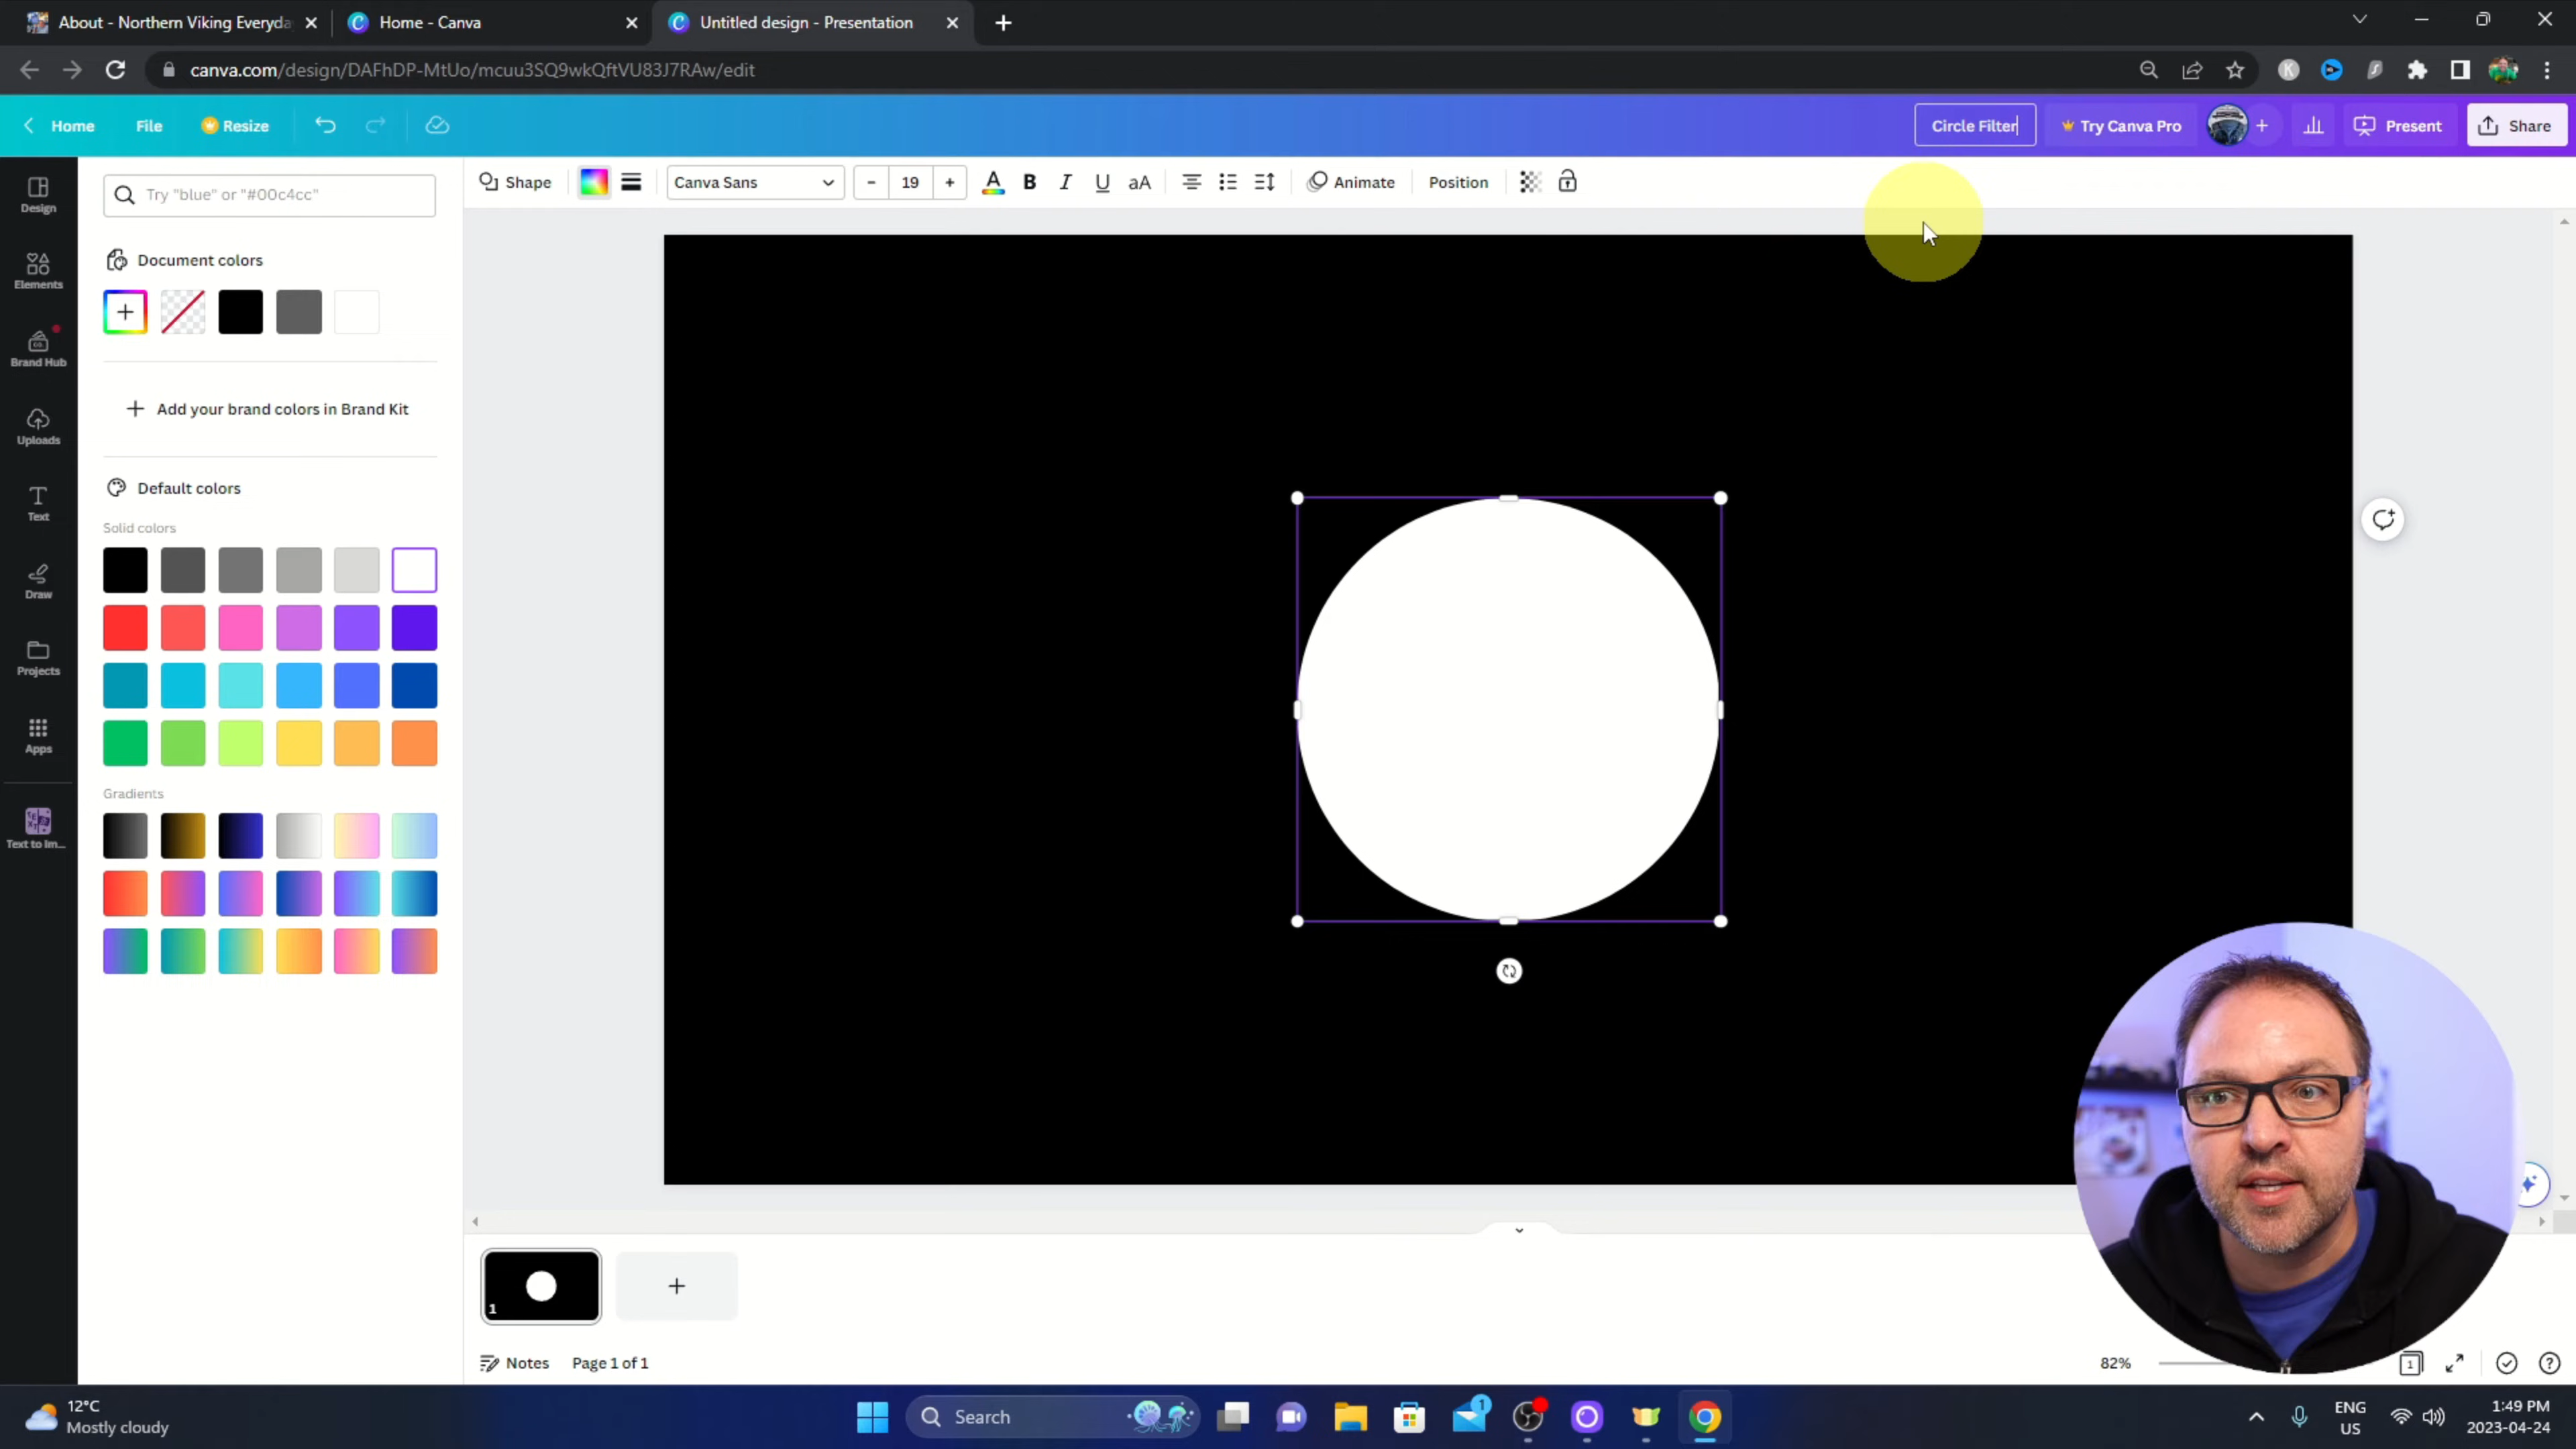 About - Northern Viking Everyda
Home - Canva
Untitled design - Presentation
canva.com/design/DAFhDP-MtUo/mcuu3SQ9wkQftVU83J7RAw/edit
Home
File
Resize
Circle Filter
Try Canva Pro
Present
Share
Design
Elements
Brand Hub
Uploads
Text
Draw
Projects
Apps
Text to Im...
Try "blue" or "#00c4cc"
Document colors
Add your brand colors in Brand Kit
Default colors
Solid colors
Gradients
Shape
Canva Sans
19
A
B
I
U
aA
Animate
Position
1
Notes
Page 1 of 1
82%
1
12°C
Mostly cloudy
Search
1
ENG
US
1:49 PM
2023-04-24